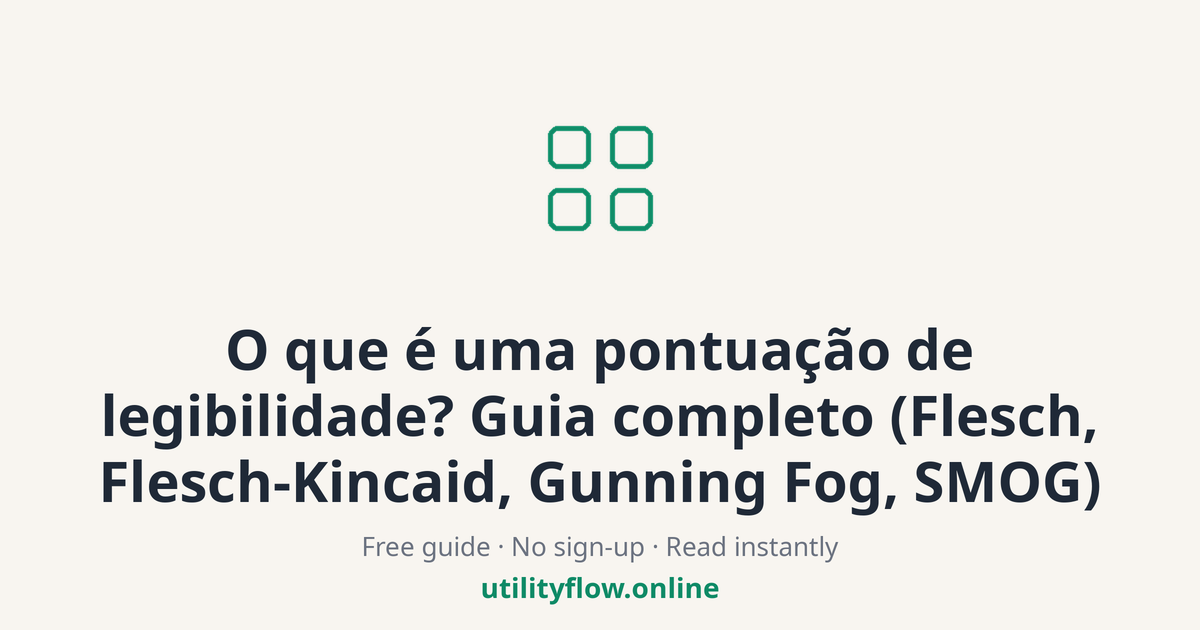 O que é uma pontuação de
legibilidade? Guia completo (Flesch,
Flesch-Kincaid, Gunning Fog, SMOG)
Free guide · No sign-up · Read instantly
utilityflow.online